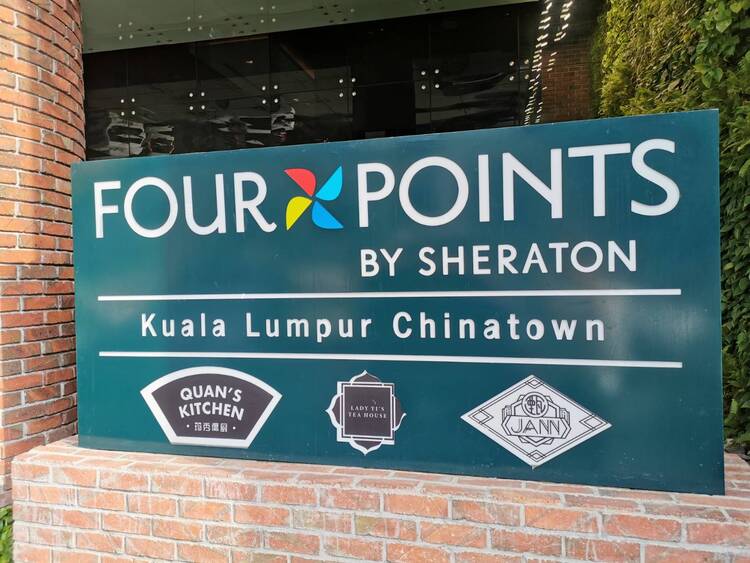 FOUR POINTS
BY SHERATON
Kuala Lumpur Chinatown
QUAN'S
KITCHEN
LADY YI'S
TEA HOUSE
JANN